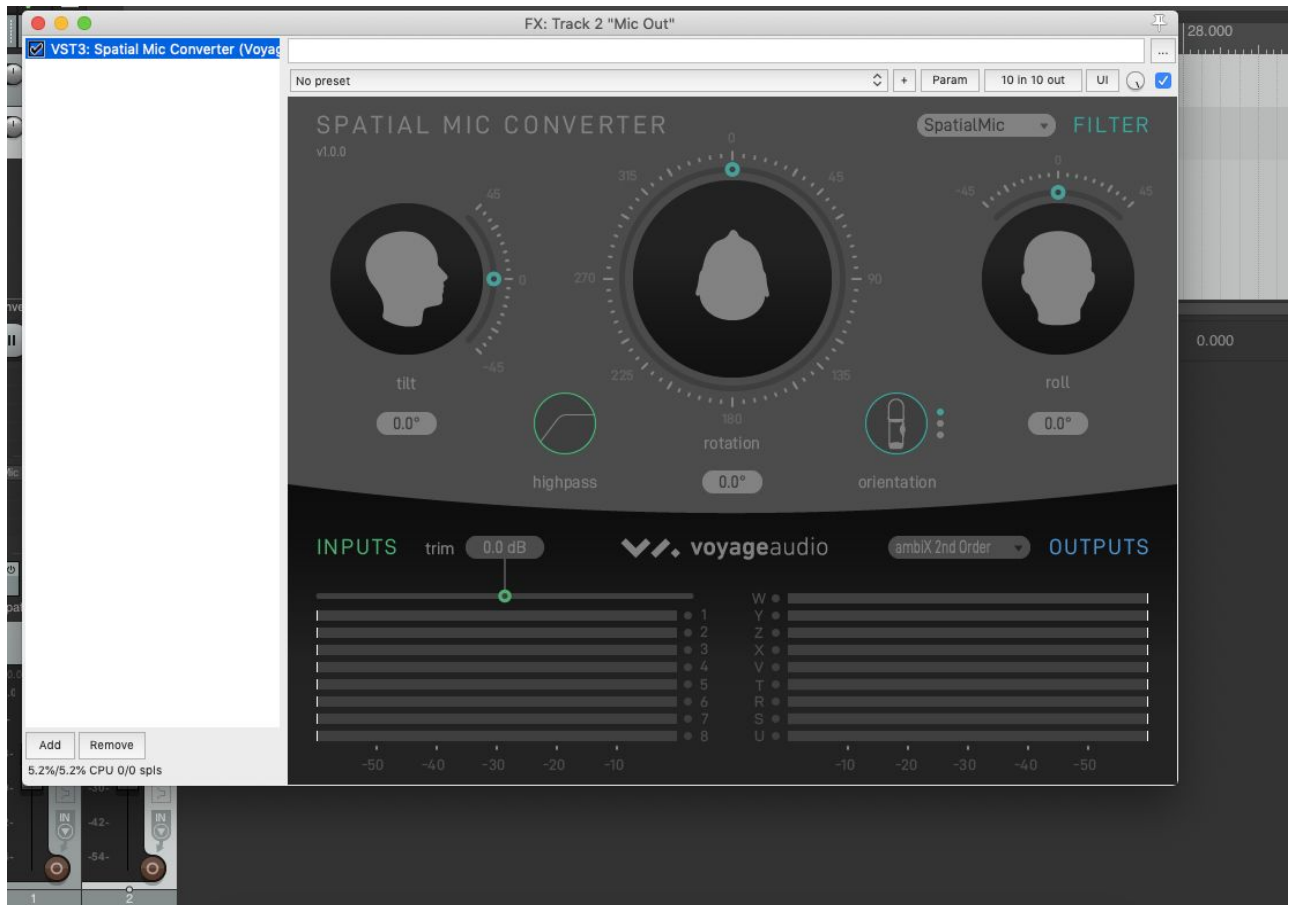 FX: Track 2 "Mic Out"
28.000
VST3: Spatial Mic Converter (Voyag
...
No preset
+
Param
10 in 10 out
UI
SPATIAL MIC CONVERTER
SpatialMic
FILTER
v1.0.0
0
45
90
135
180
225
270
315
45
0
-45
-45
0
45
0.000
tilt
0.0°
rotation
0.0°
roll
0.0°
highpass
orientation
INPUTS
trim
0.0 dB
voyageaudio
ambiX 2nd Order
OUTPUTS
W
1 Y
2 Z
3 X
4 V
5 T
6 R
7 S
8 U
-50 -40 -30 -20 -10
-10 -20 -30 -40 -50
Add
Remove
5.2%/5.2% CPU 0/0 spls
-30-
IN
-42-
IN
-54-
1
2